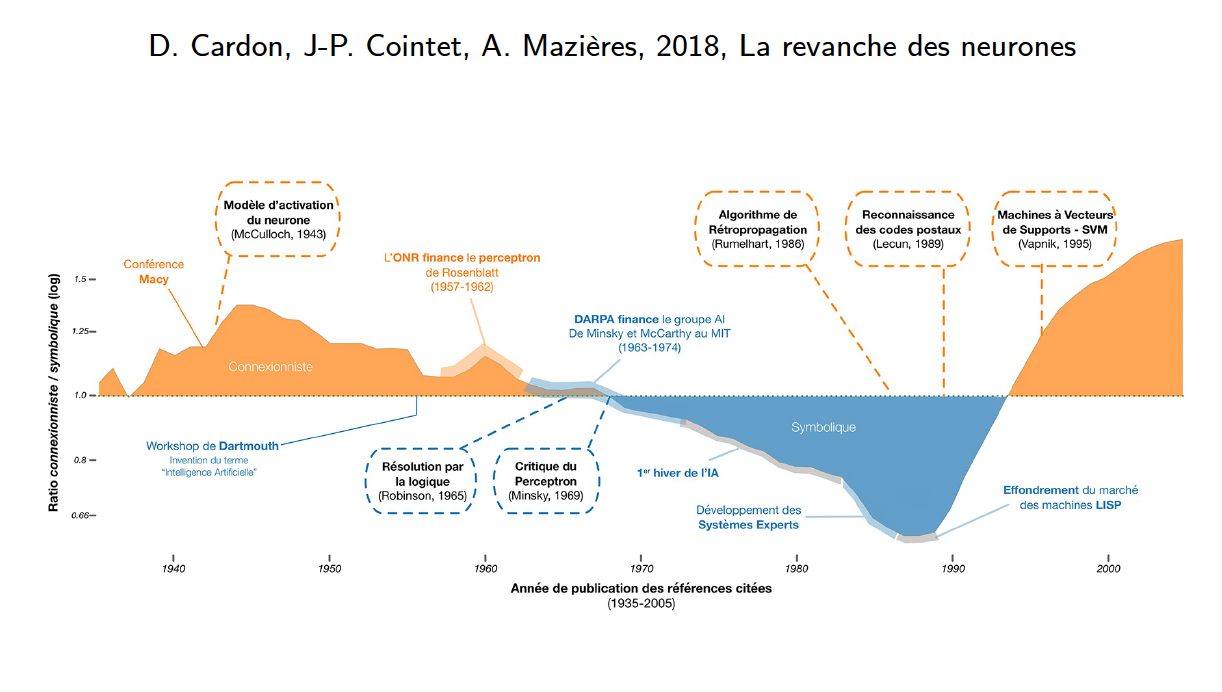 D. Cardon, J-P. Cointet, A. Mazières, 2018, La revanche des neurones
Modèle d'activation
du neurone
(McCulloch, 1943)
Algorithme de
Rétropropagation
(Rumelhart, 1986)
Reconnaissance
des codes postaux
(Lecun, 1989)
Machines à Vecteurs
de Supports - SVM
(Vapnik, 1995)
Conférence
Macy
L'ONR finance le perceptron
de Rosenblatt
(1957-1962)
DARPA finance le groupe AI
De Minsky et McCarthy au MIT
(1963-1974)
Ratio connexionniste / symbolique (log)
1.5
1.25
1.0
0.8
0.66
Connexionniste
Symbolique
Workshop de Dartmouth
Invention du terme
"Intelligence Artificielle"
Résolution par
la logique
(Robinson, 1965)
Critique du
Perceptron
(Minsky, 1969)
1er hiver de l'IA
Développement des
Systèmes Experts
Effondrement du marché
des machines LISP
1940 1950 1960 1970 1980 1990 2000
Année de publication des références citées
(1935-2005)